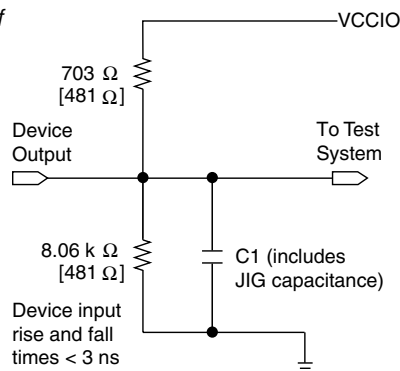 f
VCCIO
703 Ω
[481 Ω]
Device
Output
To Test
System
8.06 k Ω
[481 Ω]
C1 (includes
JIG capacitance)
Device input
rise and fall
times < 3 ns